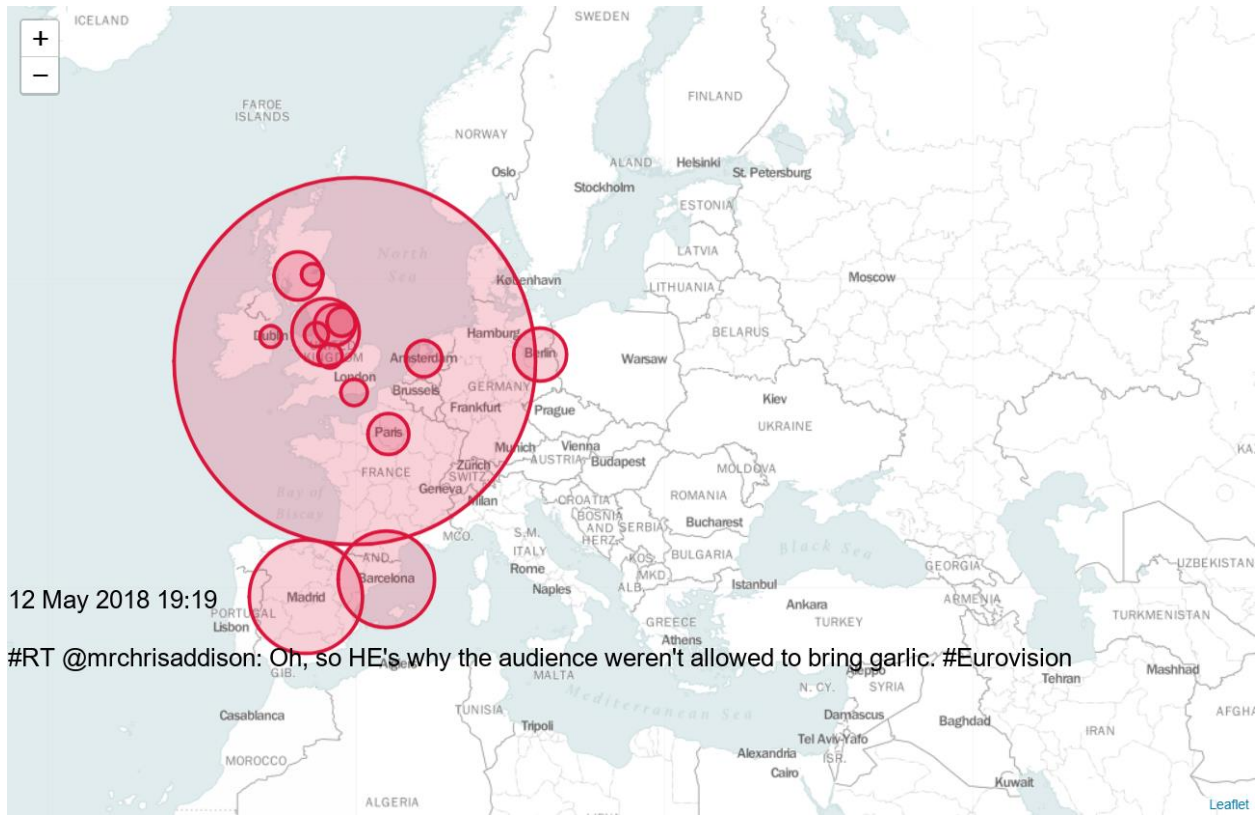 ICELAND
SWEDEN
+
−
FINLAND
FAROE
ISLANDS
NORWAY
ALAND
Helsinki
Oslo
St. Petersburg
Stockholm
ESTONIA
North
Sea
LATVIA
København
Moscow
LITHUANIA
Dublin
Hamburg
BELARUS
KINGDOM
Amsterdam
Berlin
Warsaw
London
Brussels
GERMANY
Kiev
Frankfurt
Prague
UKRAINE
Paris
Munich
Vienna
AUSTRIA
Budapest
KA
Zürich
SWITZ.
MOLDOVA
FRANCE
Geneva
Milan
Bay of
Biscay
CROATIA
ROMANIA
BOSNIA
AND
HERZ.
SERBIA
Bucharest
MCO.
S.M.
ITALY
Black Sea
AND.
KOS.
BULGARIA
GEORGIA
UZBEKISTAN
Rome
Barcelona
MKD
ALB.
Istanbul
Naples
12 May 2018 19:19
Madrid
Ankara
ARMENIA
PORTUGAL
Lisbon
GREECE
TURKEY
TURKMENISTAN
Athens
#RT @mrchrisaddison: Oh, so HE's why the audience weren't allowed to bring garlic. #Eurovision
Algiers
Aleppo
Mashhad
GIB.
MALTA
Tehran
N. CY.
SYRIA
Mediterranean Sea
Casablanca
TUNISIA
Damascus
Baghdad
AFGHA
Tripoli
IRAN
Tel Aviv-Yafo
MOROCCO
Alexandria
ISR.
Cairo
Kuwait
ALGERIA
Leaflet